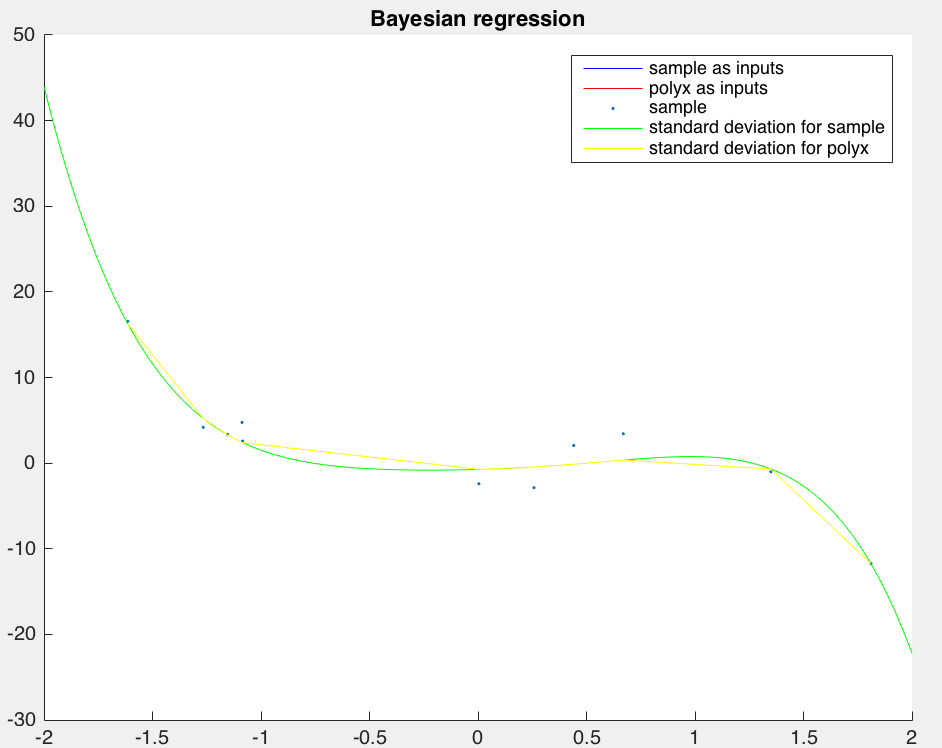 Bayesian regression
50
40
30
20
10
0
-10
-20
-30
sample as inputs
polyx as inputs
sample
standard deviation for sample
standard deviation for polyx
-2 -1.5 -1 -0.5 0 0.5 1 1.5 2